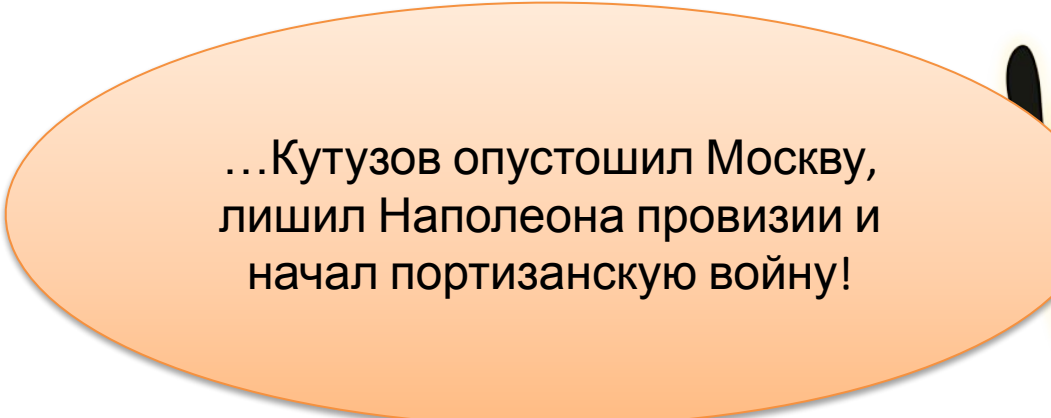 …Кутузов опустошил Москву,
лишил Наполеона провизии и
начал портизанскую войну!